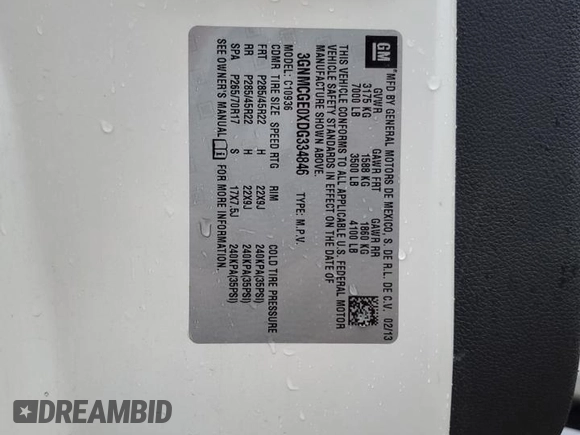 GM
*MFD BY GENERAL MOTORS DE MEXICO, S. DE R.L. DE C.V. 02/13
GVWR GAWR FRT GAWR RR
3175 KG 1588 KG 1860 KG
7000 LB 3500 LB 4100 LB
THIS VEHICLE CONFORMS TO ALL APPLICABLE U.S. FEDERAL MOTOR
VEHICLE SAFETY STANDARDS IN EFFECT ON THE DATE OF
MANUFACTURE SHOWN ABOVE.
3GNMCGE0XDG334846 TYPE: M.P.V.
MODEL: C10936
CDMR TIRE SIZE SPEED RTG RIM COLD TIRE PRESSURE
FRT P285/45R22 H 22X9J 240KPA(35PSI)
RR P285/45R22 H 22X9J 240KPA(35PSI)
SPA P265/70R17 S 17X7.5J 240KPA(35PSI)
SEE OWNER'S MANUAL FOR MORE INFORMATION.
DREAMBID